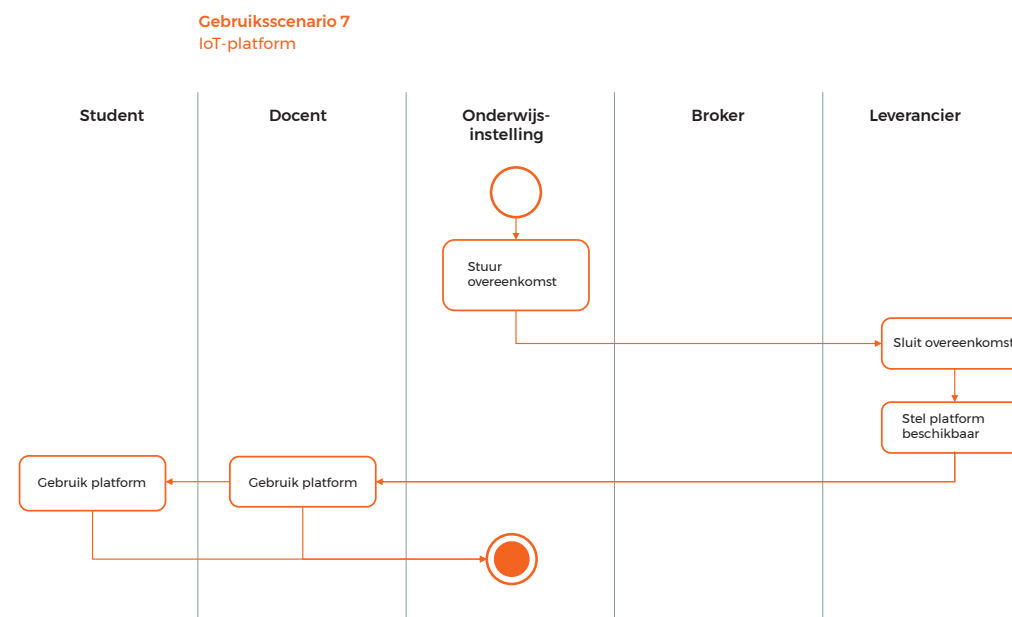 Gebruiksscenario 7
IoT-platform
Student
Docent
Onderwijs-
instelling
Broker
Leverancier
Stuur
overeenkomst
Sluit overeenkomst
Stel platform
beschikbaar
Gebruik platform
Gebruik platform